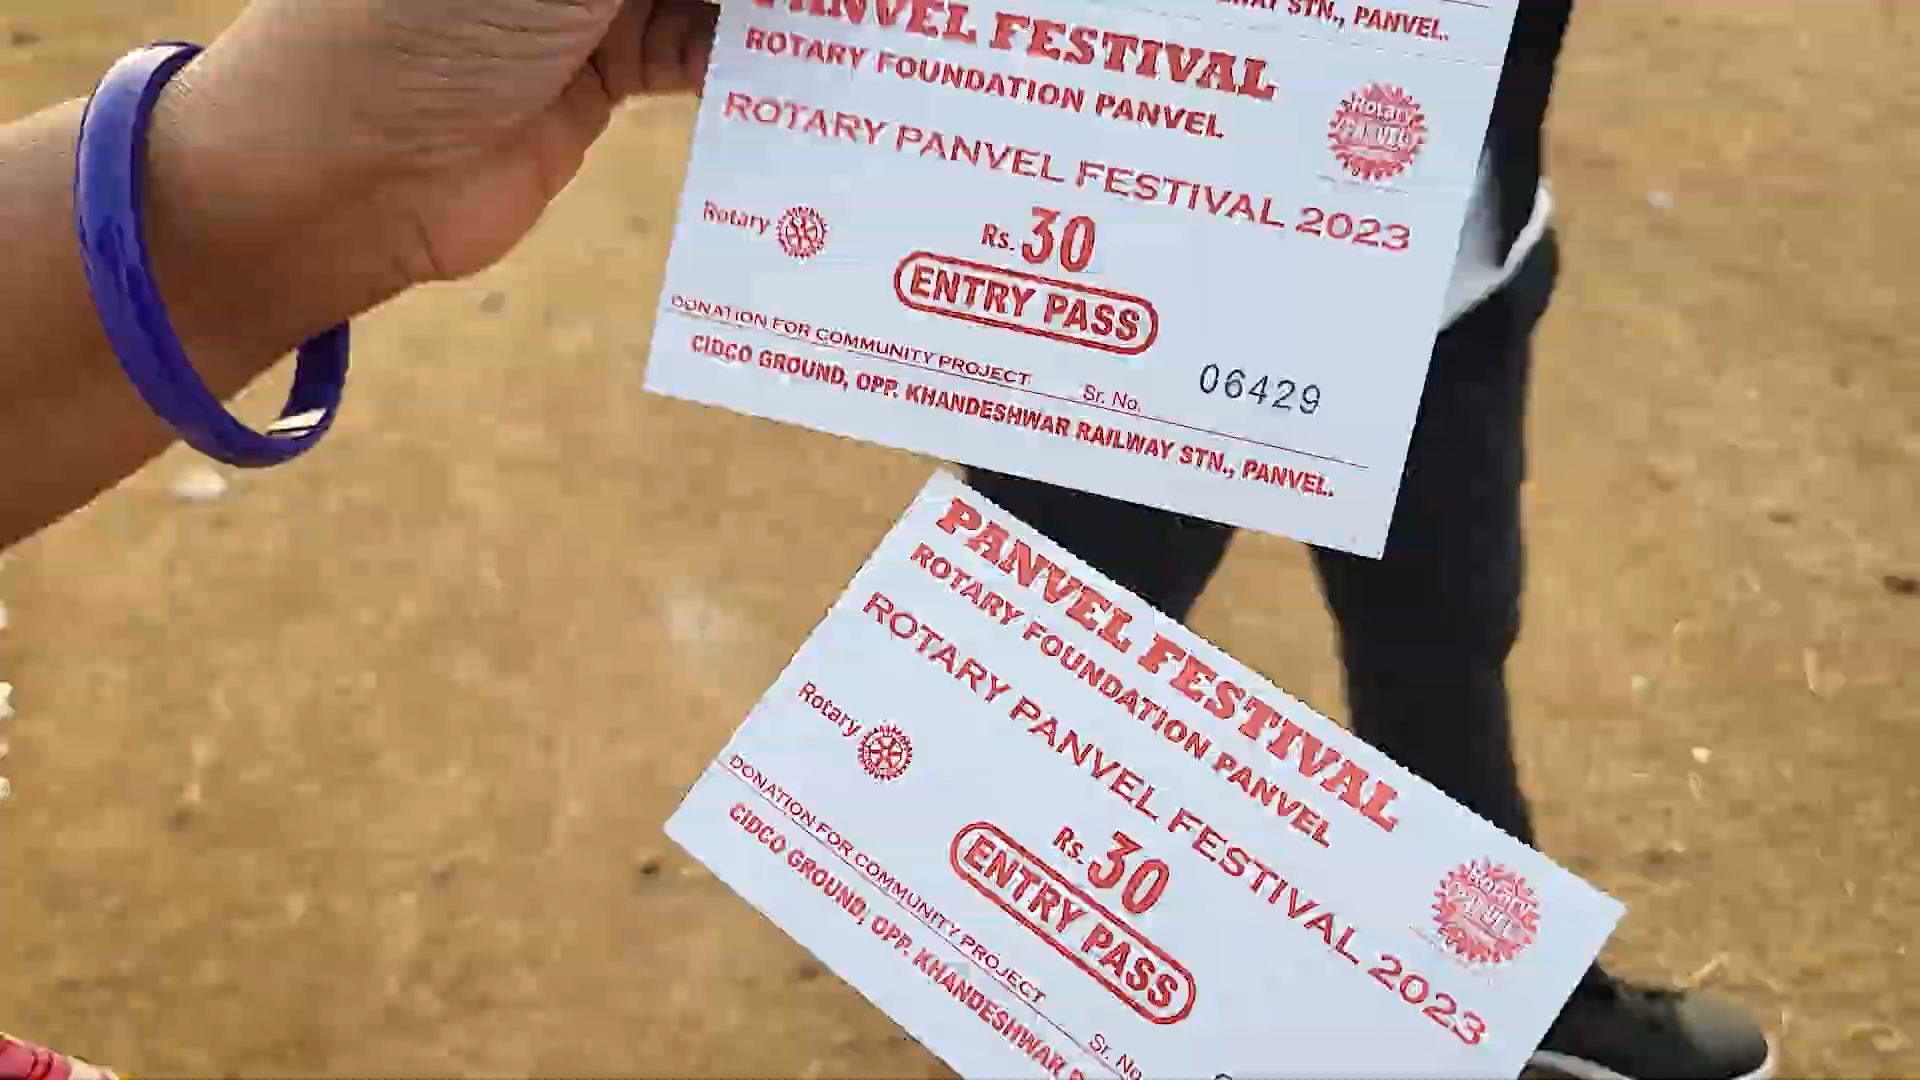 STN., PANVEL.
PANVEL FESTIVAL
ROTARY FOUNDATION PANVEL
ROTARY PANVEL FESTIVAL 2023
Rotary
Rotary
Rs. 30
ENTRY PASS
DONATION FOR COMMUNITY PROJECT
Sr. No. 06429
CIDCO GROUND, OPP. KHANDESHWAR RAILWAY STN., PANVEL.
PANVEL FESTIVAL
ROTARY FOUNDATION PANVEL
ROTARY PANVEL FESTIVAL 2023
Rotary
Rotary
Rs. 30
ENTRY PASS
DONATION FOR COMMUNITY PROJECT
Sr. No.
CIDCO GROUND, OPP. KHANDESHWAR